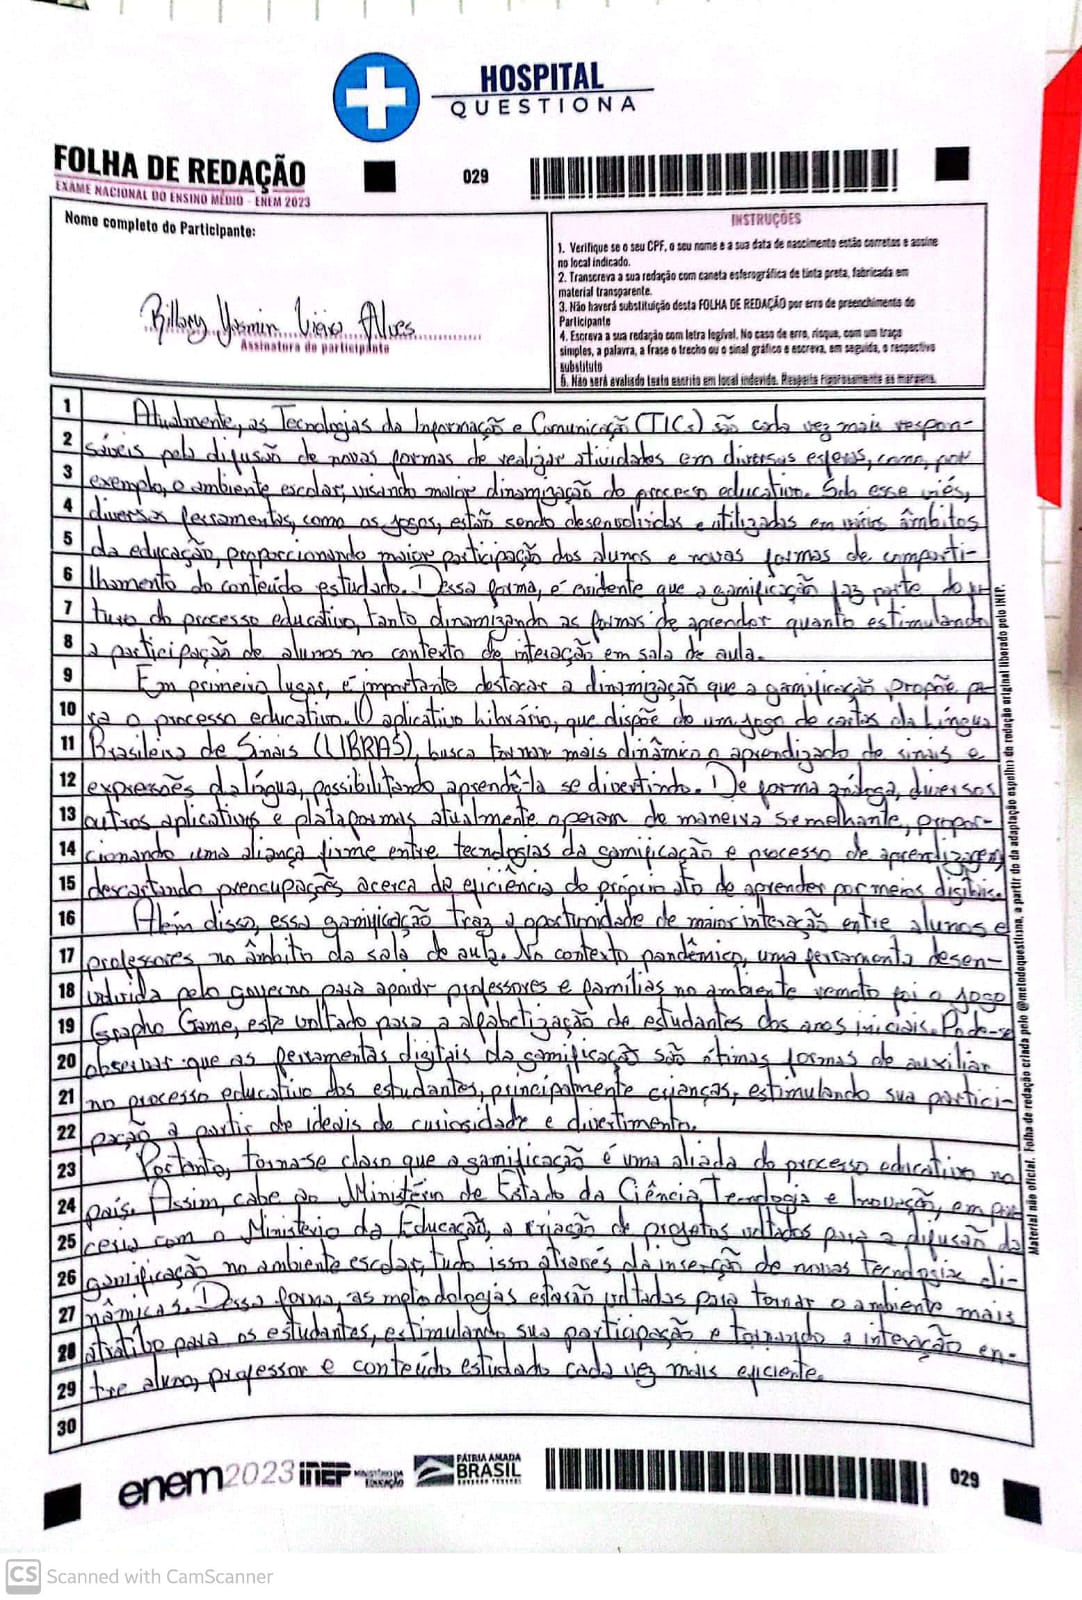 HOSPITAL
QUESTIONA
FOLHA DE REDAÇÃO
EXAME NACIONAL DO ENSINO MÉDIO - ENEM 2023
029
Nome completo do Participante:
Yasmin Alves
Assinatura do participante
INSTRUÇÕES
1. Verifique se o seu CPF, o seu nome e a sua data de nascimento estão corretos e assine
no local indicado.
2. Transcreva a sua redação com caneta esferográfica de tinta preta, fabricada em
material transparente.
3. Não haverá substituição desta FOLHA DE REDAÇÃO por erro de preenchimento do
Participante
4. Escreva a sua redação com letra legível. No caso de erro, risque, com um traço
simples, a palavra, a frase o trecho ou o sinal gráfico e escreva, em seguida, o respectivo
substituto
5. Não será avaliado texto escrito em local indevido. Respeite rigorosamente as margens.
1 Atualmente, as Tecnologias da Informação e Comunicação (TICs) são cada vez mais respon-
2 sáveis pela difusão de novas formas de realizar atividades em diversas esferas, como, por
3 exemplo, o ambiente escolar, visando maior dinamização do processo educativo. Sob esse viés,
4 diversas ferramentas, como os jogos, estão sendo desenvolvidas e utilizadas em vários âmbitos
5 da educação, proporcionando maior participação dos alunos e novas formas de comparti-
6 lhamento do conteúdo estudado. Dessa forma, é evidente que a gamificação faz parte do fu-
7 turo do processo educativo, tanto dinamizando as formas de aprender quanto estimulando
8 a participação de alunos no contexto de interação em sala de aula.
9 Em primeiro lugar, é importante destacar a dinamização que a gamificação propõe pa-
10 ra o processo educativo. O aplicativo Librário, que dispõe de um jogo de cartas da Língua
11 Brasileira de Sinais (LIBRAS), busca tornar mais dinâmico o aprendizado de sinais e
12 expressões da língua, possibilitando aprendê-la se divertindo. De forma análoga, diversos
13 outros aplicativos e plataformas atualmente operam de maneira semelhante, propor-
14 cionando uma aliança firme entre tecnologias da gamificação e processo de aprendizagem,
15 descartando preocupações acerca da eficiência do próprio ato de aprender por meios digitais.
16 Além disso, essa gamificação traz a oportunidade de maior interação entre alunos e
17 professores no âmbito da sala de aula. No contexto pandêmico, uma ferramenta desen-
18 volvida pelo governo para apoiar professores e famílias no ambiente remoto foi o jogo
19 Grapho Game, este voltado para a alfabetização de estudantes dos anos iniciais. Pode-se
20 observar que as ferramentas digitais da gamificação são ótimas formas de auxiliar
21 no processo educativo dos estudantes, principalmente crianças, estimulando sua partici-
22 pação a partir de ideais de curiosidade e divertimento.
23 Portanto, torna-se claro que a gamificação é uma aliada do processo educativo no
24 país. Assim, cabe ao Ministério de Estado da Ciência, Tecnologia e Inovação, em par-
25 ceria com o Ministério da Educação, a criação de projetos voltados para a difusão da
26 gamificação no ambiente escolar, tudo isso através da inserção de novas tecnologias di-
27 nâmicas. Dessa forma, as metodologias estarão voltadas para tornar o ambiente mais
28 atrativo para os estudantes, estimulando sua participação e tornando a interação en-
29 tre aluno, professor e conteúdo estudado cada vez mais eficiente.
30
Material não oficial. Folha de redação criada pelo @metodoquestiona, a partir da adaptação espelho da redação original liberado pelo INEP.
enem2023 INEP MINISTÉRIO DA EDUCAÇÃO PÁTRIA AMADA BRASIL
029
CS Scanned with CamScanner